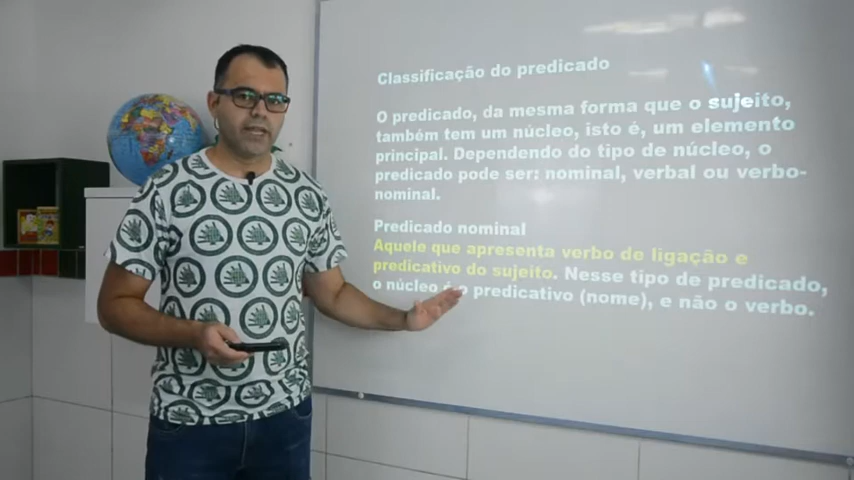 Classificação do predicado
O predicado, da mesma forma que o sujeito,
também tem um núcleo, isto é, um elemento
principal. Dependendo do tipo de núcleo, o
predicado pode ser: nominal, verbal ou verbo-
nominal.
Predicado nominal
Aquele que apresenta verbo de ligação e
predicativo do sujeito. Nesse tipo de predicado,
o núcleo é o predicativo (nome), e não o verbo.